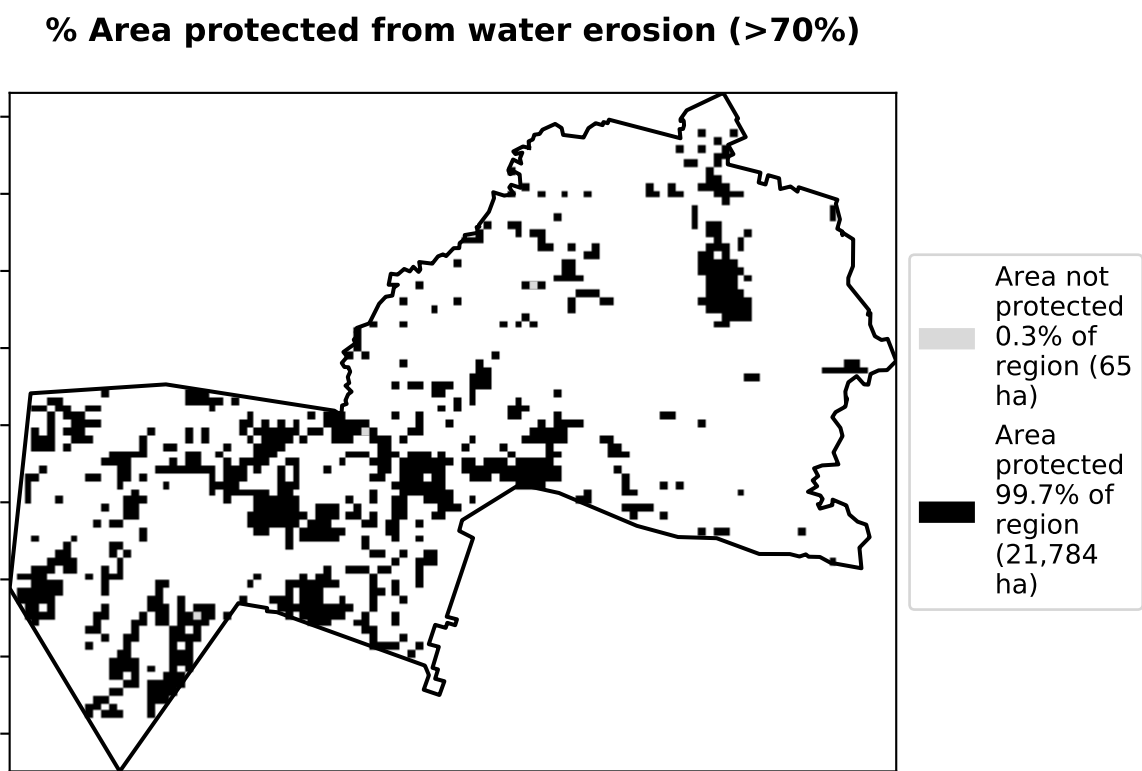 % Area protected from water erosion (>70%)
Area not
protected
0.3% of
region (65
ha)
Area
protected
99.7% of
region
(21,784
ha)